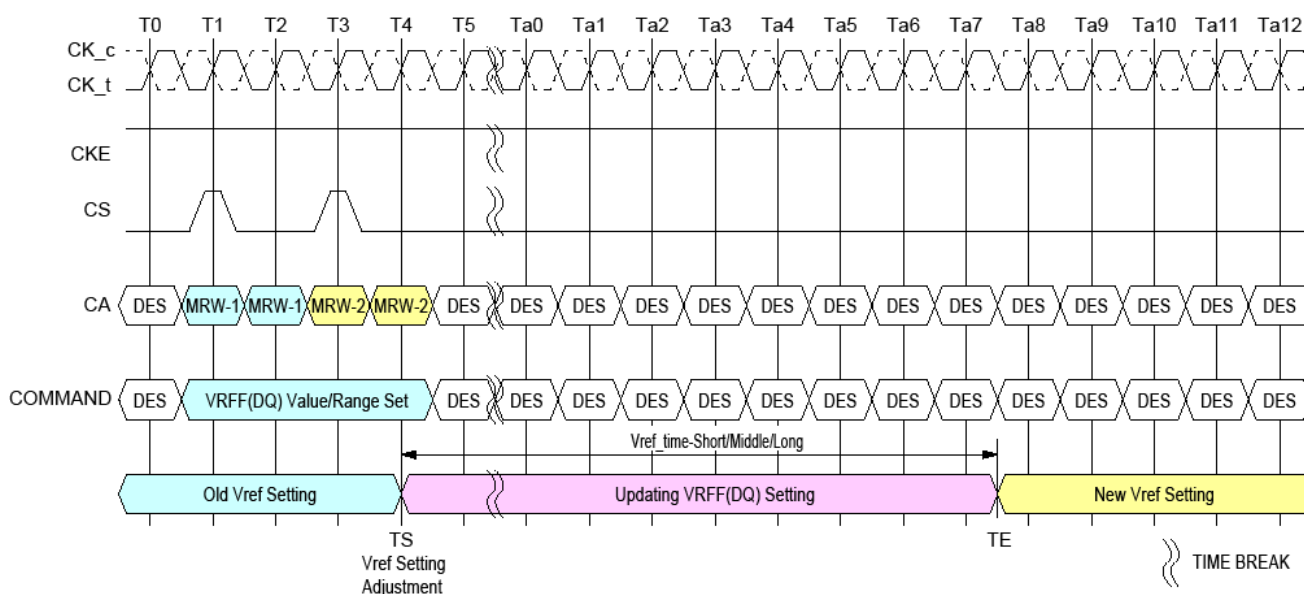 T0 T1 T2 T3 T4 T5 Ta0 Ta1 Ta2 Ta3 Ta4 Ta5 Ta6 Ta7 Ta8 Ta9 Ta10 Ta11 Ta12
CK_c
CK_t
CKE
CS
CA DES MRW-1 MRW-1 MRW-2 MRW-2 DES DES DES DES DES DES DES DES DES DES DES DES DES DES
COMMAND DES VRFF(DQ) Value/Range Set DES DES DES DES DES DES DES DES DES DES DES DES DES DES
Vref_time-Short/Middle/Long
Old Vref Setting Updating VRFF(DQ) Setting New Vref Setting
TS TE
Vref Setting
Adjustment
TIME BREAK